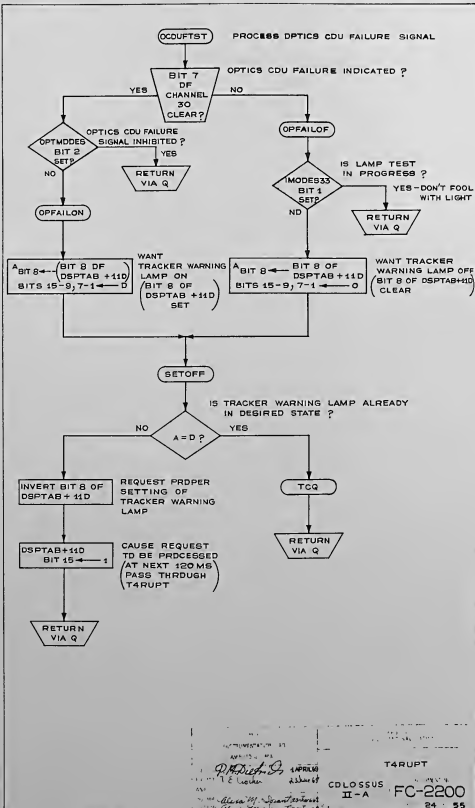 OCDUFTST
PROCESS OPTICS CDU FAILURE SIGNAL
BIT 7
OF
CHANNEL
30
CLEAR?
OPTICS CDU FAILURE INDICATED ?
YES
NO
OPTMODES
BIT 2
SET?
OPTICS CDU FAILURE
SIGNAL INHIBITED ?
YES
RETURN
VIA Q
NO
OPFAILON
OPFAILOF
IMODES33
BIT 1
SET?
IS LAMP TEST
IN PROGRESS ?
YES - DON'T FOOL
WITH LIGHT
RETURN
VIA Q
NO
A BIT 8 ← (BIT 8 OF
DSPTAB +11D)
BITS 15-9, 7-1 ← 0
WANT
TRACKER WARNING
LAMP ON
(BIT 8 OF
DSPTAB +11D
SET)
A BIT 8 ← BIT 8 OF
DSPTAB +11D
BITS 15-9, 7-1 ← 0
WANT TRACKER
WARNING LAMP OFF
(BIT 8 OF DSPTAB+11D
CLEAR)
SETOFF
IS TRACKER WARNING LAMP ALREADY
IN DESIRED STATE ?
NO
A = 0 ?
YES
INVERT BIT 8 OF
DSPTAB + 11D
REQUEST PROPER
SETTING OF
TRACKER WARNING
LAMP
TCQ
RETURN
VIA Q
DSPTAB+11D
BIT 15 ← 1
CAUSE REQUEST
TO BE PROCESSED
(AT NEXT 120 MS
PASS THROUGH
T4RUPT)
RETURN
VIA Q
T4RUPT
COLOSSUS
II-A
FC-2200
24